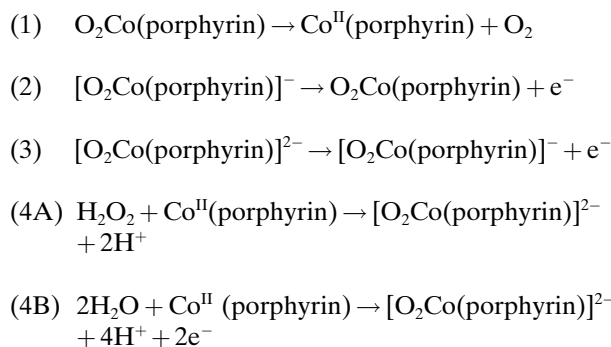 (1) O₂Co(porphyrin) → Coᴵᴵ(porphyrin) + O₂
(2) [O₂Co(porphyrin)]⁻ → O₂Co(porphyrin) + e⁻
(3) [O₂Co(porphyrin)]²⁻ → [O₂Co(porphyrin)]⁻ + e⁻
(4A) H₂O₂ + Coᴵᴵ(porphyrin) → [O₂Co(porphyrin)]²⁻
+ 2H⁺
(4B) 2H₂O + Coᴵᴵ (porphyrin) → [O₂Co(porphyrin)]²⁻
+ 4H⁺ + 2e⁻